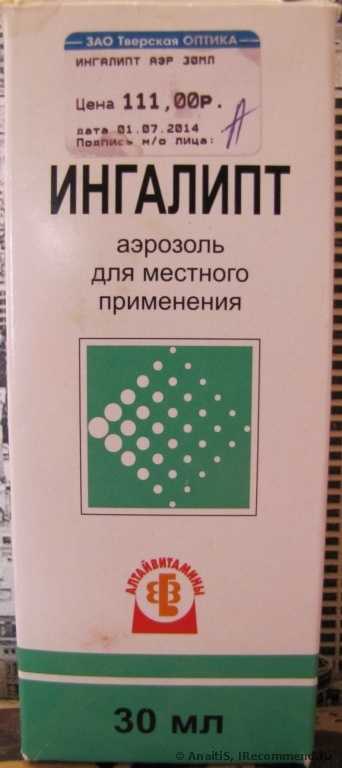 ЗАО Тверская ОПТИКА
ИНГАЛИПТ АЭР 30МЛ
Цена 111,00р.
дата 01.07.2014
Подпись м/о лица:
ИНГАЛИПТ
аэрозоль
для местного
применения
АЛТАЙВИТАМИНЫ
30 мл
© AnaitiS, IRecommend.ru